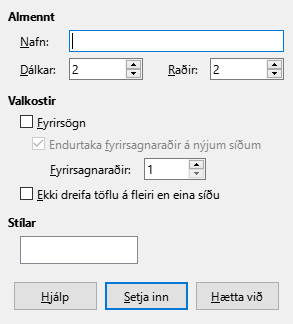 Almennt
Nafn:
Dálkar: 2 Raðir: 2
Valkostir
Fyrirsögn
Endurtaka fyrirsagnaraðir á nýjum síðum
Fyrirsagnaraðir: 1
Ekki dreifa töflu á fleiri en eina síðu
Stílar
Hjálp Setja inn Hætta við